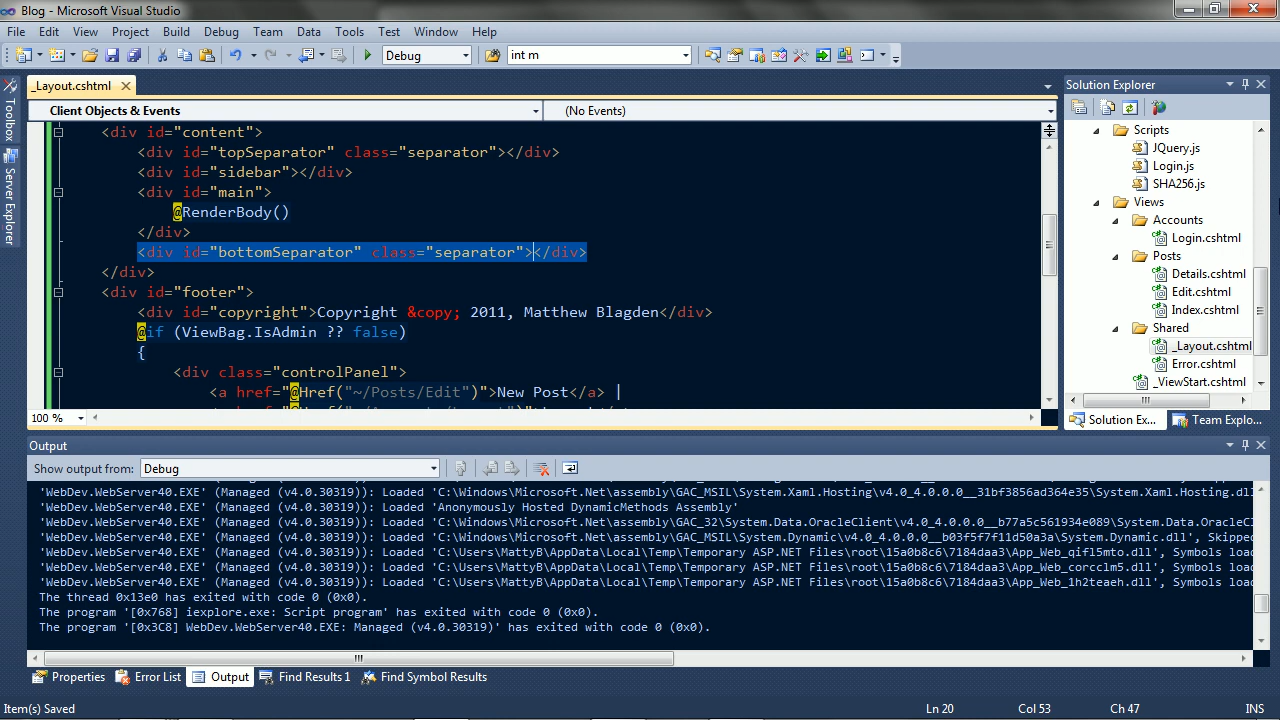 Blog - Microsoft Visual Studio
File Edit View Project Build Debug Team Data Tools Test Window Help
Debug int m
_Layout.cshtml
Client Objects & Events (No Events)
Toolbox
Server Explorer
<div id="content">
<div id="topSeparator" class="separator"></div>
<div id="sidebar"></div>
<div id="main">
@RenderBody()
</div>
<div id="bottomSeparator" class="separator"></div>
</div>
<div id="footer">
<div id="copyright">Copyright &copy; 2011, Matthew Blagden</div>
@if (ViewBag.IsAdmin ?? false)
{
<div class="controlPanel">
<a href="@Href("~/Posts/Edit")">New Post</a> |
100 %
Solution Explorer
Scripts
JQuery.js
Login.js
SHA256.js
Views
Accounts
Login.cshtml
Posts
Details.cshtml
Edit.cshtml
Index.cshtml
Shared
_Layout.cshtml
Error.cshtml
_ViewStart.cshtml
Solution Ex... Team Explo...
Output
Show output from: Debug
'WebDev.WebServer40.EXE' (Managed (v4.0.30319)): Loaded 'C:\Windows\Microsoft.Net\assembly\GAC_MSIL\System.Xaml.Hosting\v4.0_4.0.0.0__31bf3856ad364e35\System.Xaml.Hosting.dll
'WebDev.WebServer40.EXE' (Managed (v4.0.30319)): Loaded 'Anonymously Hosted DynamicMethods Assembly'
'WebDev.WebServer40.EXE' (Managed (v4.0.30319)): Loaded 'C:\Windows\Microsoft.Net\assembly\GAC_32\System.Data.OracleClient\v4.0_4.0.0.0__b77a5c561934e089\System.Data.OracleCl
'WebDev.WebServer40.EXE' (Managed (v4.0.30319)): Loaded 'C:\Windows\Microsoft.Net\assembly\GAC_MSIL\System.Dynamic\v4.0_4.0.0.0__b03f5f7f11d50a3a\System.Dynamic.dll', Skipped
'WebDev.WebServer40.EXE' (Managed (v4.0.30319)): Loaded 'C:\Users\MattyB\AppData\Local\Temp\Temporary ASP.NET Files\root\15a0b8c6\7184daa3\App_Web_qifl5mto.dll', Symbols load
'WebDev.WebServer40.EXE' (Managed (v4.0.30319)): Loaded 'C:\Users\MattyB\AppData\Local\Temp\Temporary ASP.NET Files\root\15a0b8c6\7184daa3\App_Web_corcclm5.dll', Symbols load
'WebDev.WebServer40.EXE' (Managed (v4.0.30319)): Loaded 'C:\Users\MattyB\AppData\Local\Temp\Temporary ASP.NET Files\root\15a0b8c6\7184daa3\App_Web_1h2teaeh.dll', Symbols load
The thread 0x13e0 has exited with code 0 (0x0).
The program '[0x768] iexplore.exe: Script program' has exited with code 0 (0x0).
The program '[0x3C8] WebDev.WebServer40.EXE: Managed (v4.0.30319)' has exited with code 0 (0x0).
Properties Error List Output Find Results 1 Find Symbol Results
Item(s) Saved Ln 20 Col 53 Ch 47 INS